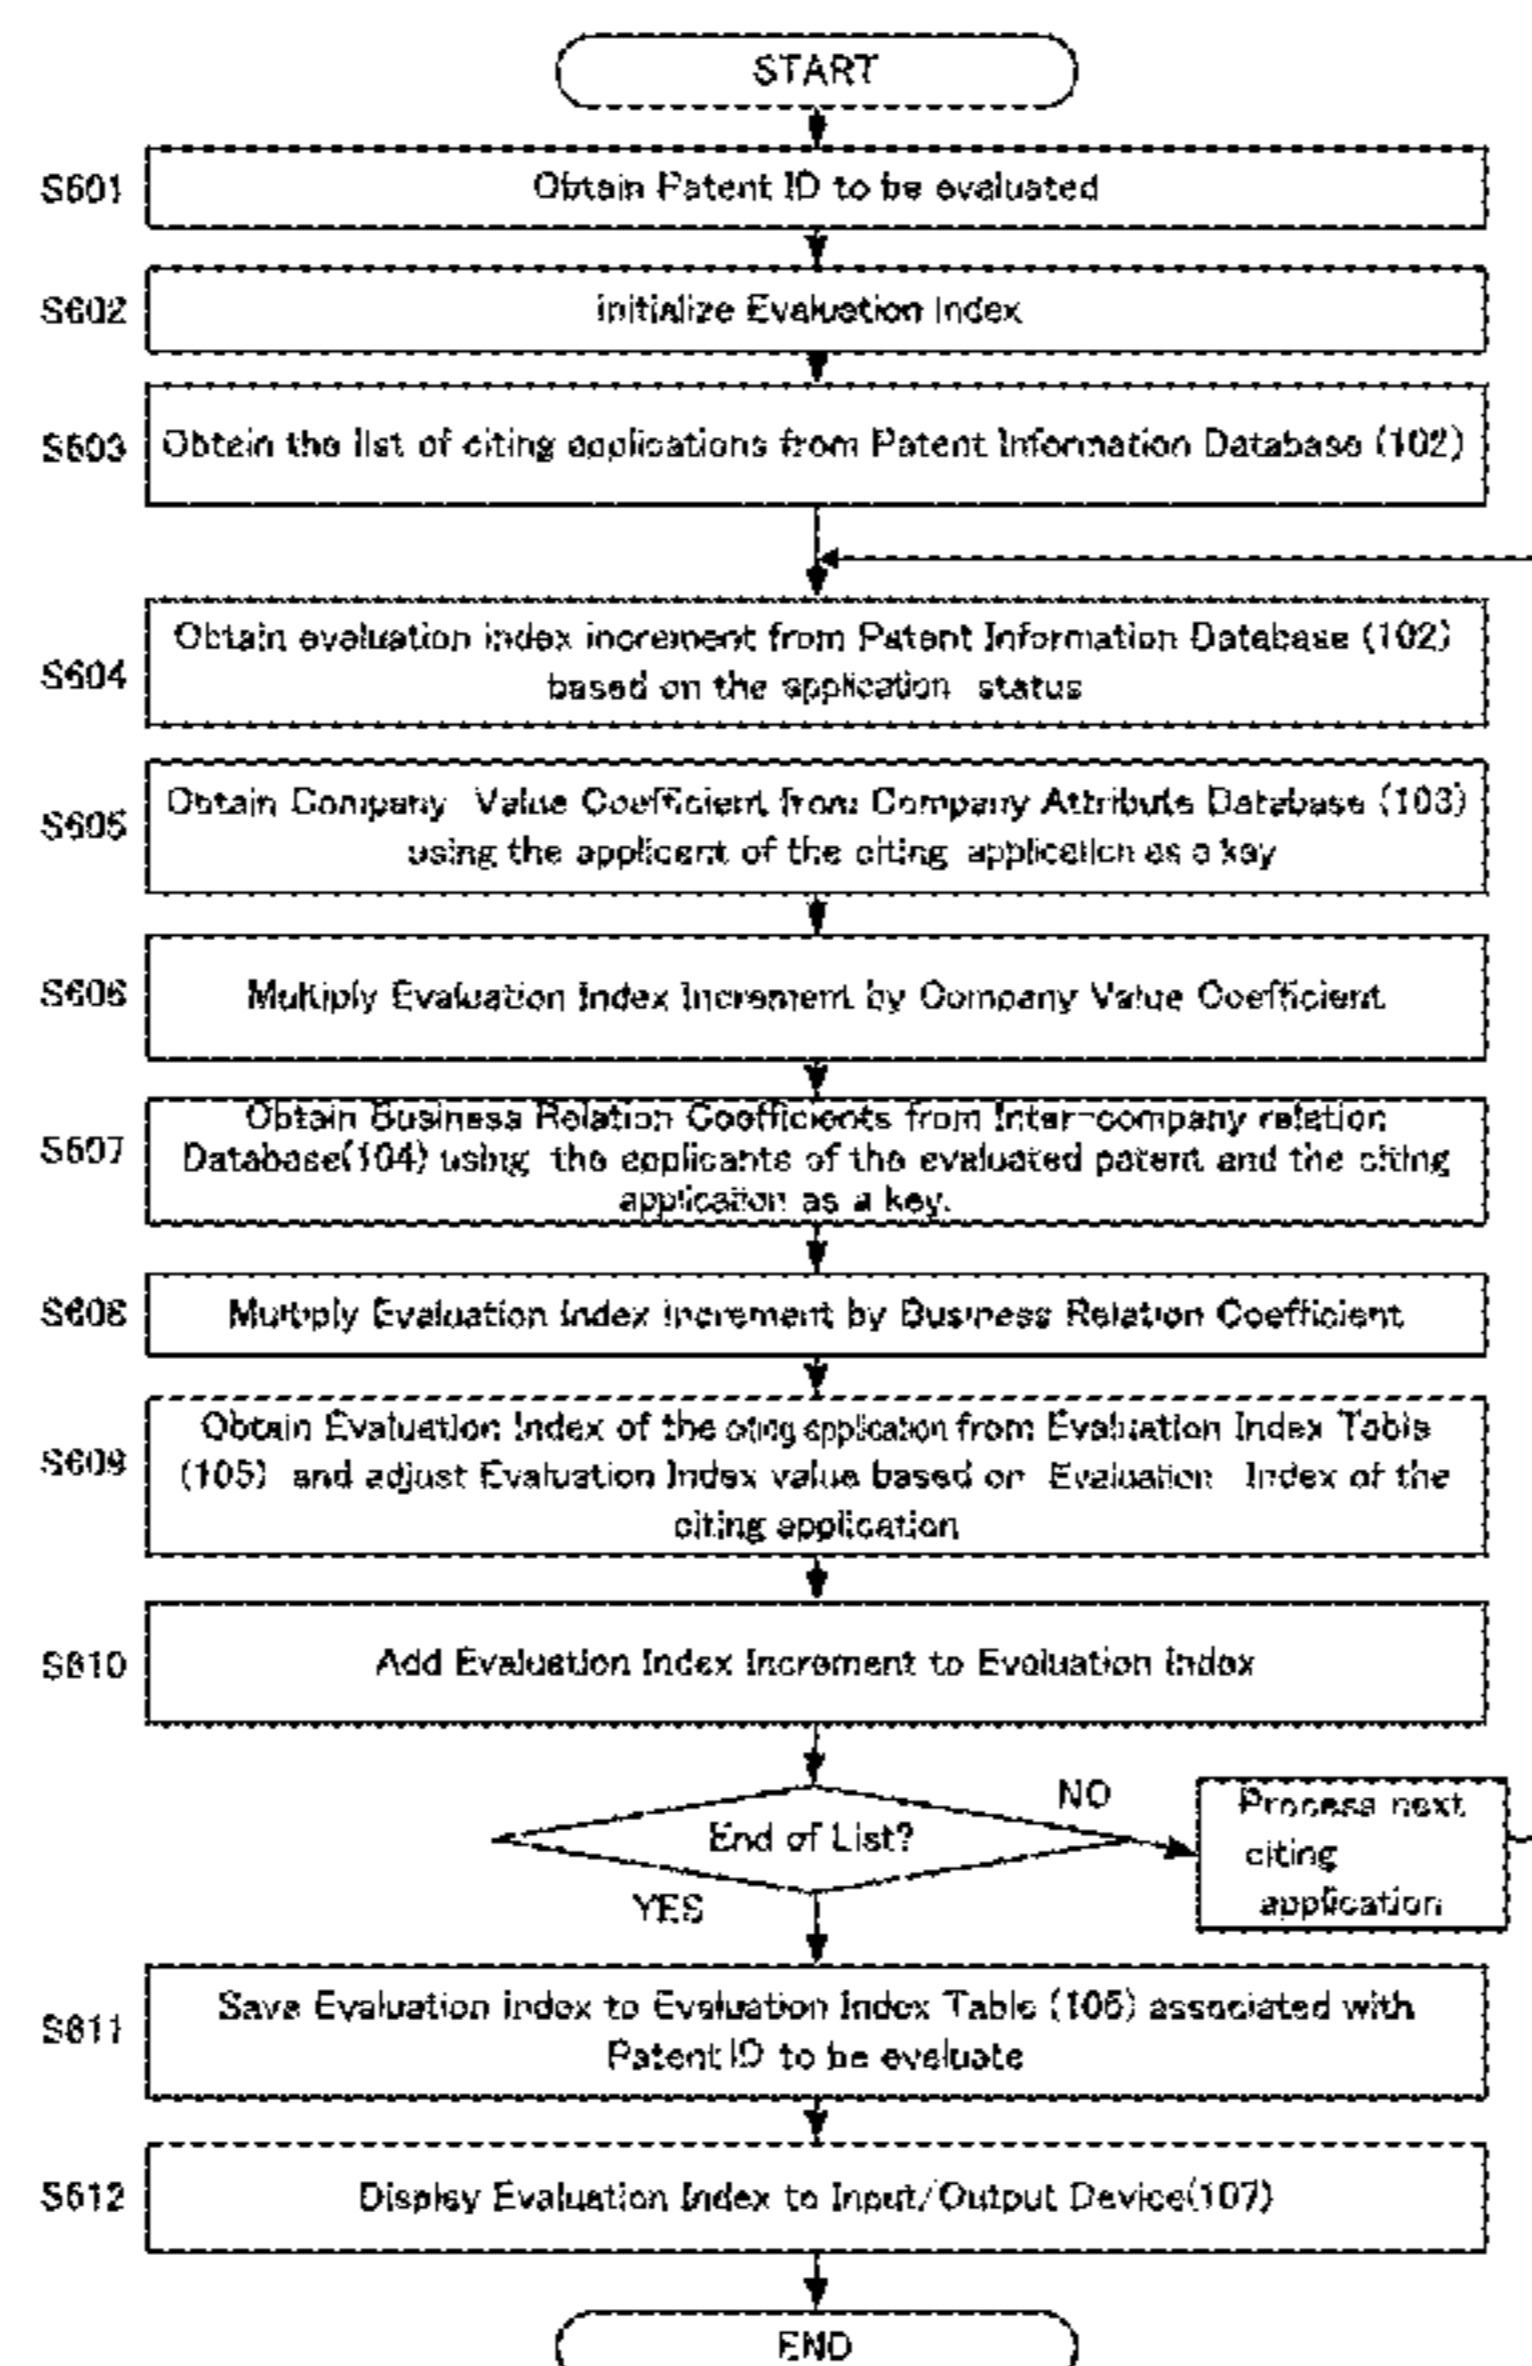 START
S601
Obtain Patent ID to be evaluated
S602
initialize Evaluation Index
S603
Obtain the list of citing applications from Patent Information Database (102)
S604
Obtain evaluation index increment from Patent Information Database (102)
based on the application status
S605
Obtain Company Value Coefficient from Company Attribute Database (103)
using the applicant of the citing application as a key
S606
Multiply Evaluation Index Increment by Company Value Coefficient
S607
Obtain Business Relation Coefficients from Inter-company relation
Database(104) using the applicants of the evaluated patent and the citing
application as a key.
S608
Multiply Evaluation Index increment by Business Relation Coefficient
S609
Obtain Evaluation Index of the citing application from Evaluation Index Table
(105) and adjust Evaluation Index value based on Evaluation Index of the
citing application
S610
Add Evaluation Index Increment to Evaluation Index
End of List?
NO
Process next
citing
application
YES
S611
Save Evaluation index to Evaluation Index Table (105) associated with
Patent ID to be evaluate
S612
Display Evaluation Index to Input/Output Device(107)
END